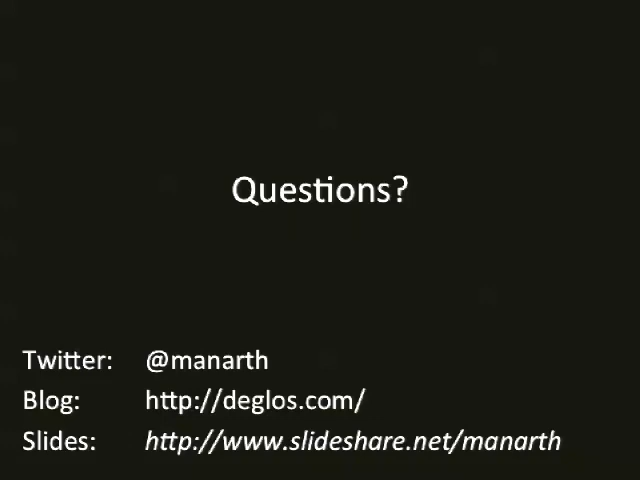 Questions?
Twitter: @manarth
Blog: http://deglos.com/
Slides: http://www.slideshare.net/manarth